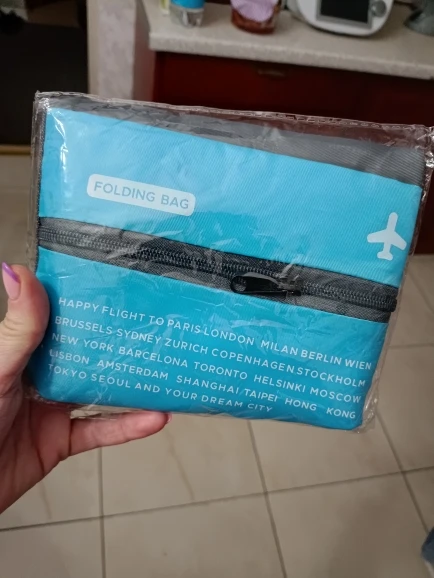 FOLDING BAG
HAPPY FLIGHT TO PARIS LONDON MILAN BERLIN WIEN
BRUSSELS SYDNEY ZURICH COPENHAGEN STOCKHOLM
NEW YORK BARCELONA TORONTO HELSINKI MOSCOW
LISBON AMSTERDAM SHANGHAI TAIPEI HONG KONG
TOKYO SEOUL AND YOUR DREAM CITY